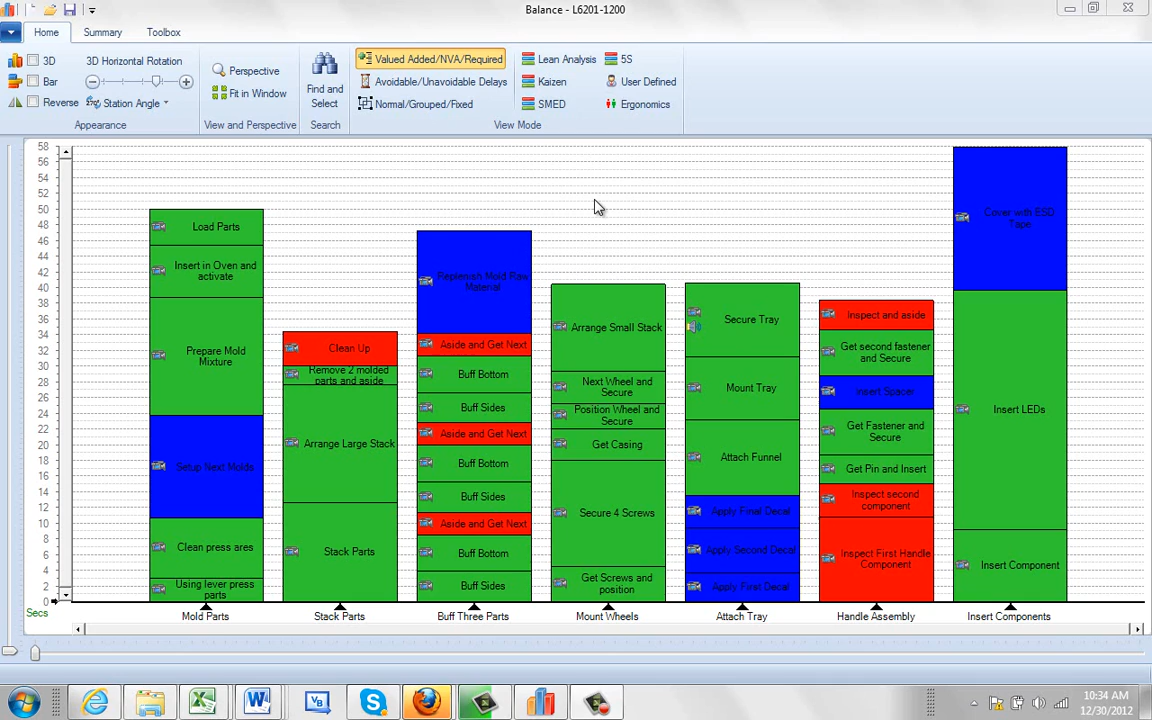 Balance - L6201-1200
Home
Summary
Toolbox
3D
3D Horizontal Rotation
Bar
Reverse
Station Angle
Appearance
Perspective
Fit in Window
View and Perspective
Find and
Select
Search
Valued Added/NVA/Required
Avoidable/Unavoidable Delays
Normal/Grouped/Fixed
Lean Analysis
Kaizen
SMED
5S
User Defined
Ergonomics
View Mode
58
56
54
52
50
48
46
44
42
40
38
36
34
32
30
28
26
24
22
20
18
16
14
12
10
8
6
4
2
0
Secs
Load Parts
Insert in Oven and
activate
Prepare Mold
Mixture
Setup Next Molds
Clean press ares
Using lever press
parts
Mold Parts
Clean Up
Remove 2 molded
parts and aside
Arrange Large Stack
Stack Parts
Stack Parts
Replenish Mold Raw
Material
Aside and Get Next
Buff Bottom
Buff Sides
Aside and Get Next
Buff Bottom
Buff Sides
Aside and Get Next
Buff Bottom
Buff Sides
Buff Three Parts
Arrange Small Stack
Next Wheel and
Secure
Position Wheel and
Secure
Get Casing
Secure 4 Screws
Get Screws and
position
Mount Wheels
Secure Tray
Mount Tray
Attach Funnel
Apply Final Decal
Apply Second Decal
Apply First Decal
Attach Tray
Inspect and aside
Get second fastener
and Secure
Insert Spacer
Get Fastener and
Secure
Get Pin and Insert
Inspect second
component
Inspect First Handle
Component
Handle Assembly
Cover with ESD
Tape
Insert LEDs
Insert Component
Insert Components
10:34 AM
12/30/2012